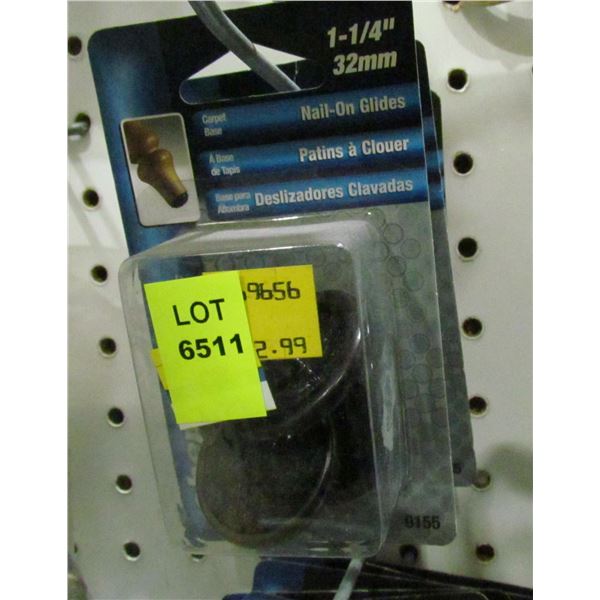 1-1/4"
32mm
Carpet Base
Nail-On Glides
À Base de Tapis
Patins à Clouer
Base para Alfombra
Deslizadores Clavadas
9656
2.99
LOT
6511
9155